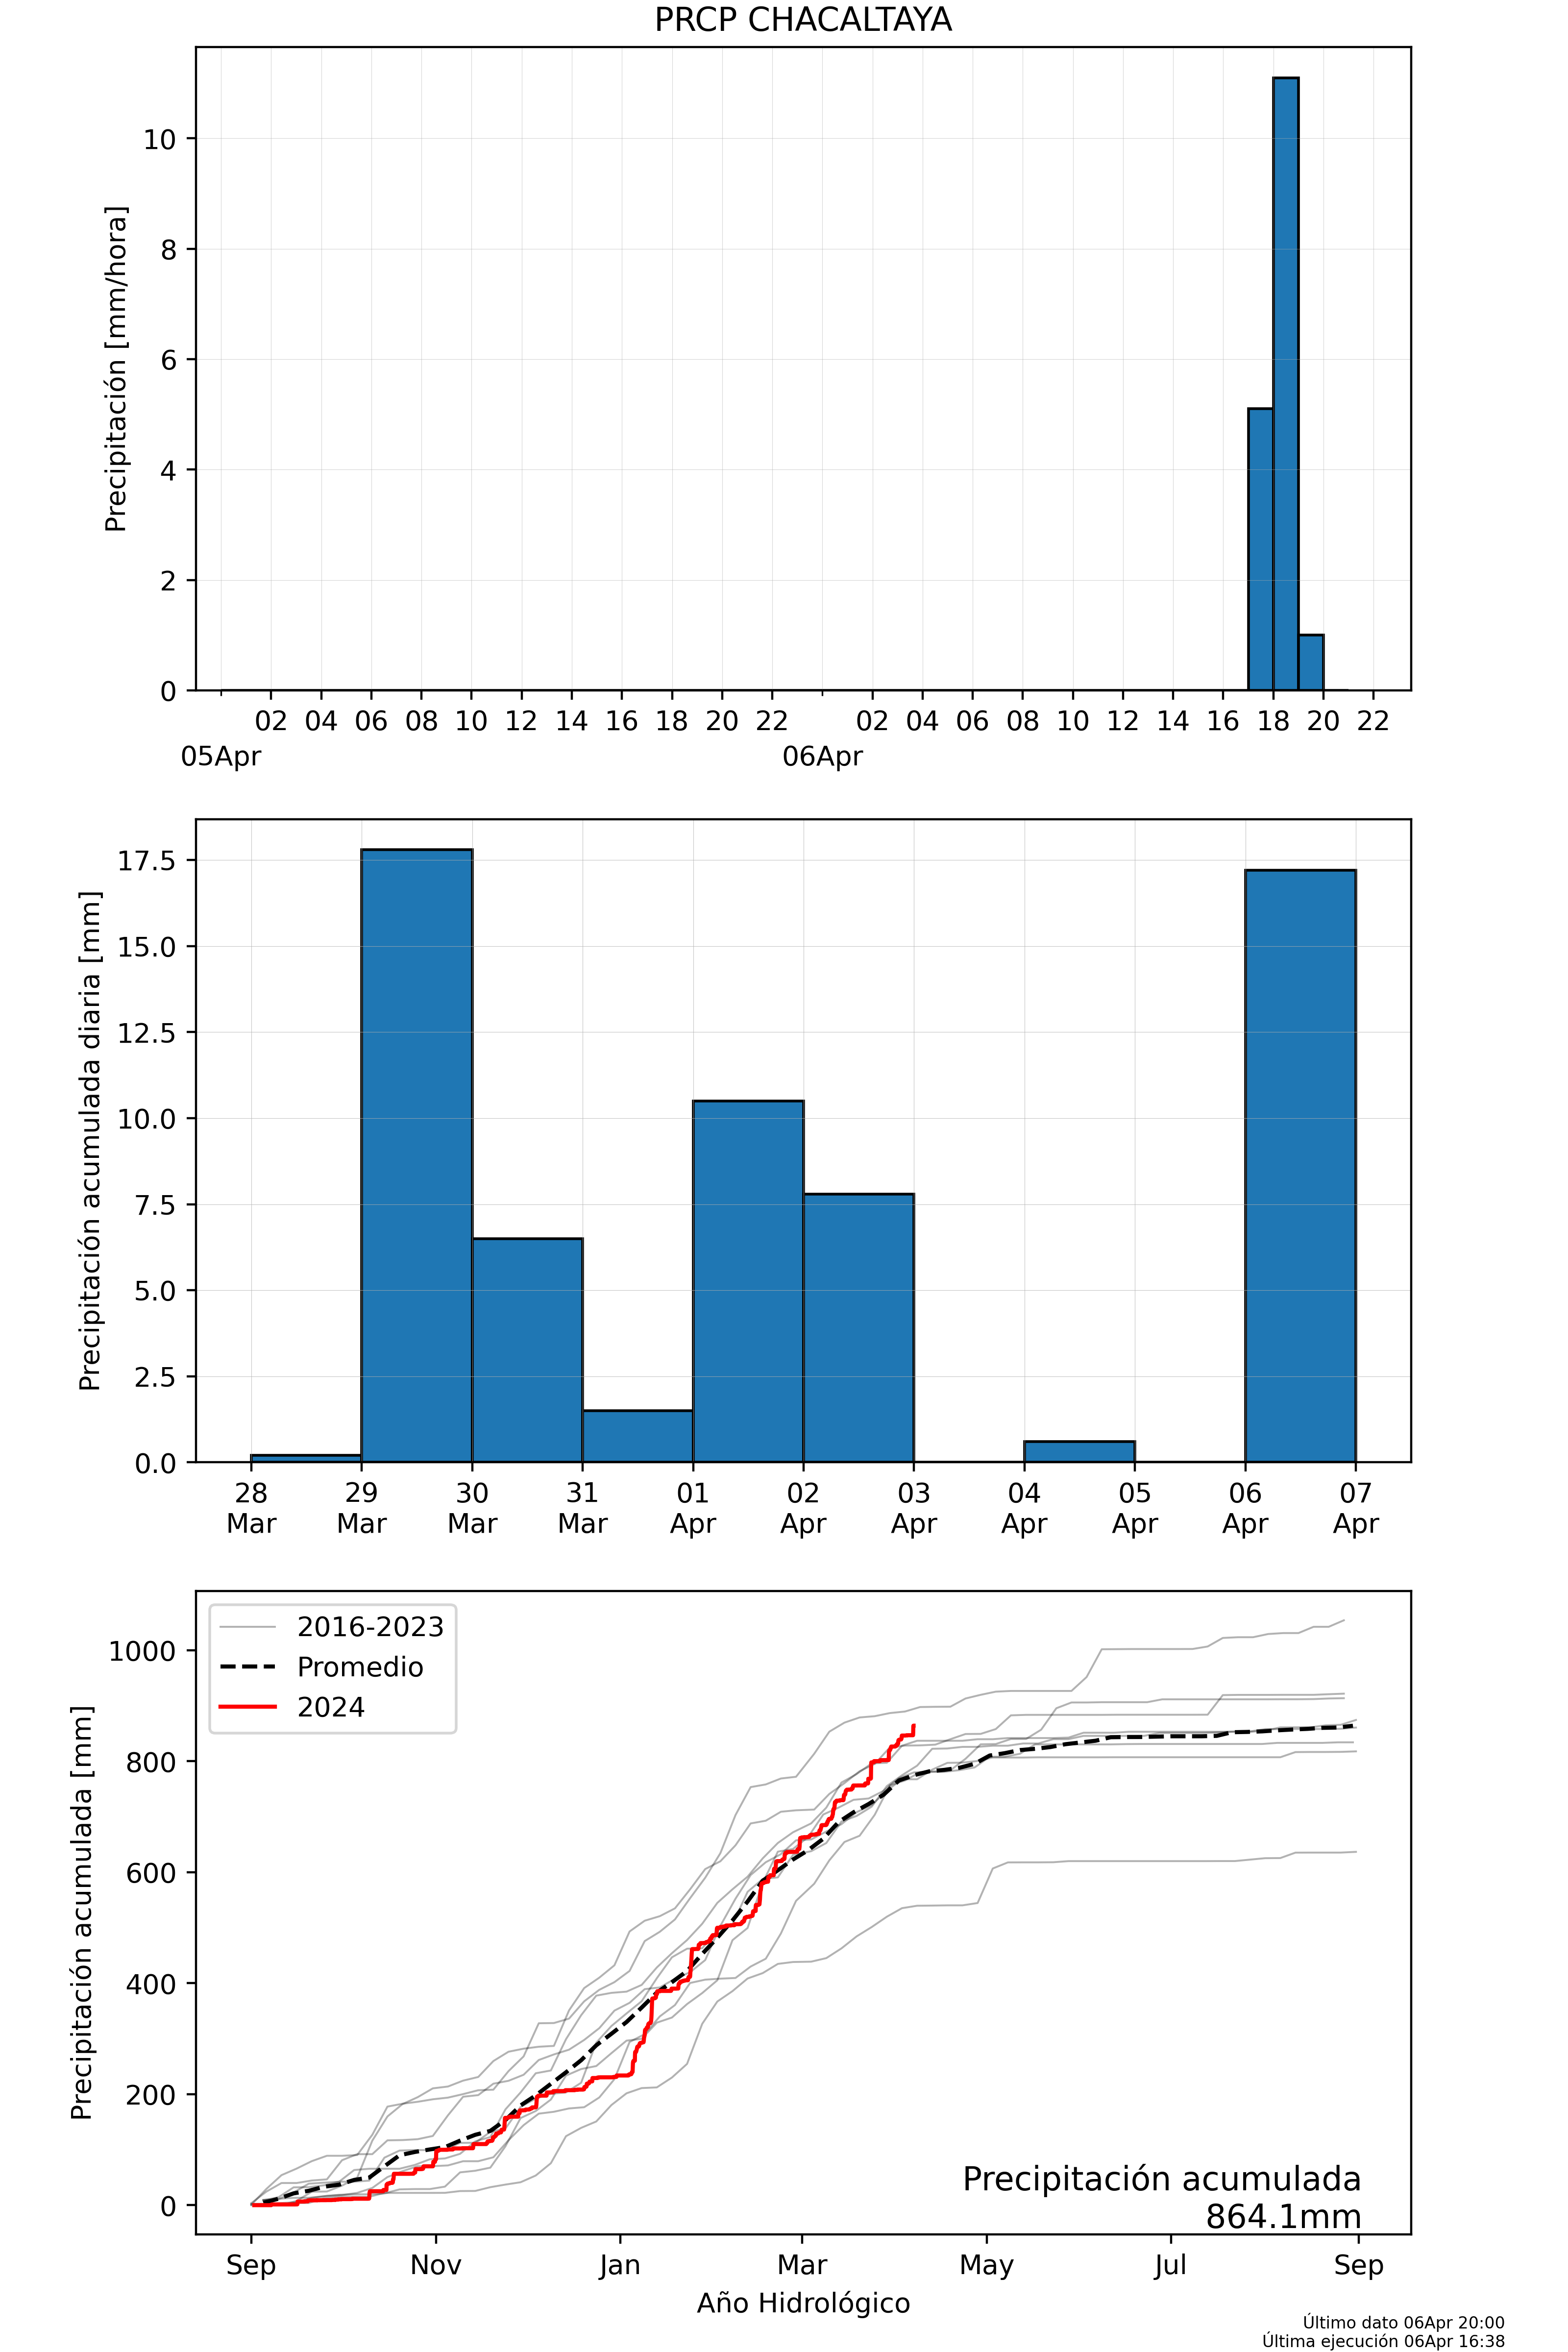 PRCP CHACALTAYA
Precipitación [mm/hora]
10
8
6
4
2
0
02 04 06 08 10 12 14 16 18 20 22 02 04 06 08 10 12 14 16 18 20 22
05Apr 06Apr
Precipitación acumulada diaria [mm]
17.5
15.0
12.5
10.0
7.5
5.0
2.5
0.0
28 29 30 31 01 02 03 04 05 06 07
Mar Mar Mar Mar Apr Apr Apr Apr Apr Apr Apr
Precipitación acumulada [mm]
1000
800
600
400
200
0
2016-2023
Promedio
2024
Precipitación acumulada
864.1mm
Sep Nov Jan Mar May Jul Sep
Año Hidrológico
Último dato 06Apr 20:00
Última ejecución 06Apr 16:38